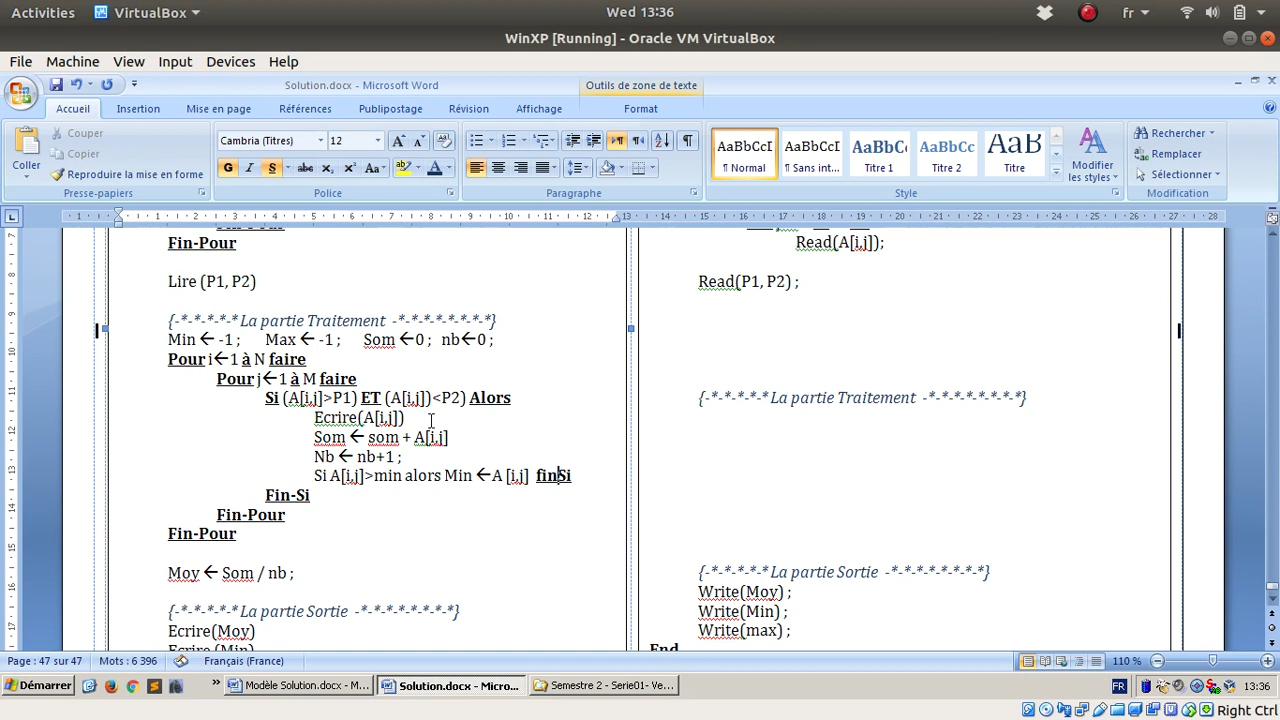 Activities VirtualBox Wed 13:36 fr
WinXP [Running] - Oracle VM VirtualBox
File Machine View Input Devices Help
Solution.docx - Microsoft Word Outils de zone de texte
Accueil Insertion Mise en page Références Publipostage Révision Affichage Format
Coller
Couper
Copier
Reproduire la mise en forme
Presse-papiers
Cambria (Titres) 12
G I S abc x₂ x² Aa
Police
Paragraphe
AaBbCcI AaBbCcI AaBbCc AaBbCc AaB
¶ Normal ¶ Sans int... Titre 1 Titre 2 Titre
Modifier les styles
Style
Rechercher
Remplacer
Sélectionner
Modification
Fin-Pour
Lire (P1, P2)
{-*-*-*-*-* La partie Traitement -*-*-*-*-*-*-*-*}
Min 🡨 -1 ; Max 🡨 -1 ; Som 🡨0 ; nb🡨0 ;
Pour i🡨1 à N faire
Pour j🡨1 à M faire
Si (A[i,j]>P1) ET (A[i,j])<P2) Alors
Ecrire(A[i,j])
Som 🡨 som + A[i,j]
Nb 🡨 nb+1 ;
Si A[i,j]>min alors Min 🡨A [i,j] finSi
Fin-Si
Fin-Pour
Fin-Pour
Moy 🡨 Som / nb ;
{-*-*-*-*-* La partie Sortie -*-*-*-*-*-*-*-*}
Ecrire(Moy)
Ecrire (Min)
Read(A[i,j]);
Read(P1, P2) ;
{-*-*-*-*-* La partie Traitement -*-*-*-*-*-*-*-*}
{-*-*-*-*-* La partie Sortie -*-*-*-*-*-*-*-*}
Write(Moy) ;
Write(Min) ;
Write(max) ;
End
Page : 47 sur 47 Mots : 6 396 Français (France) 110 %
Démarrer Modèle Solution.docx - M... Solution.docx - Micro... Semestre 2 - Serie01- Ve... FR 13:36
Right Ctrl